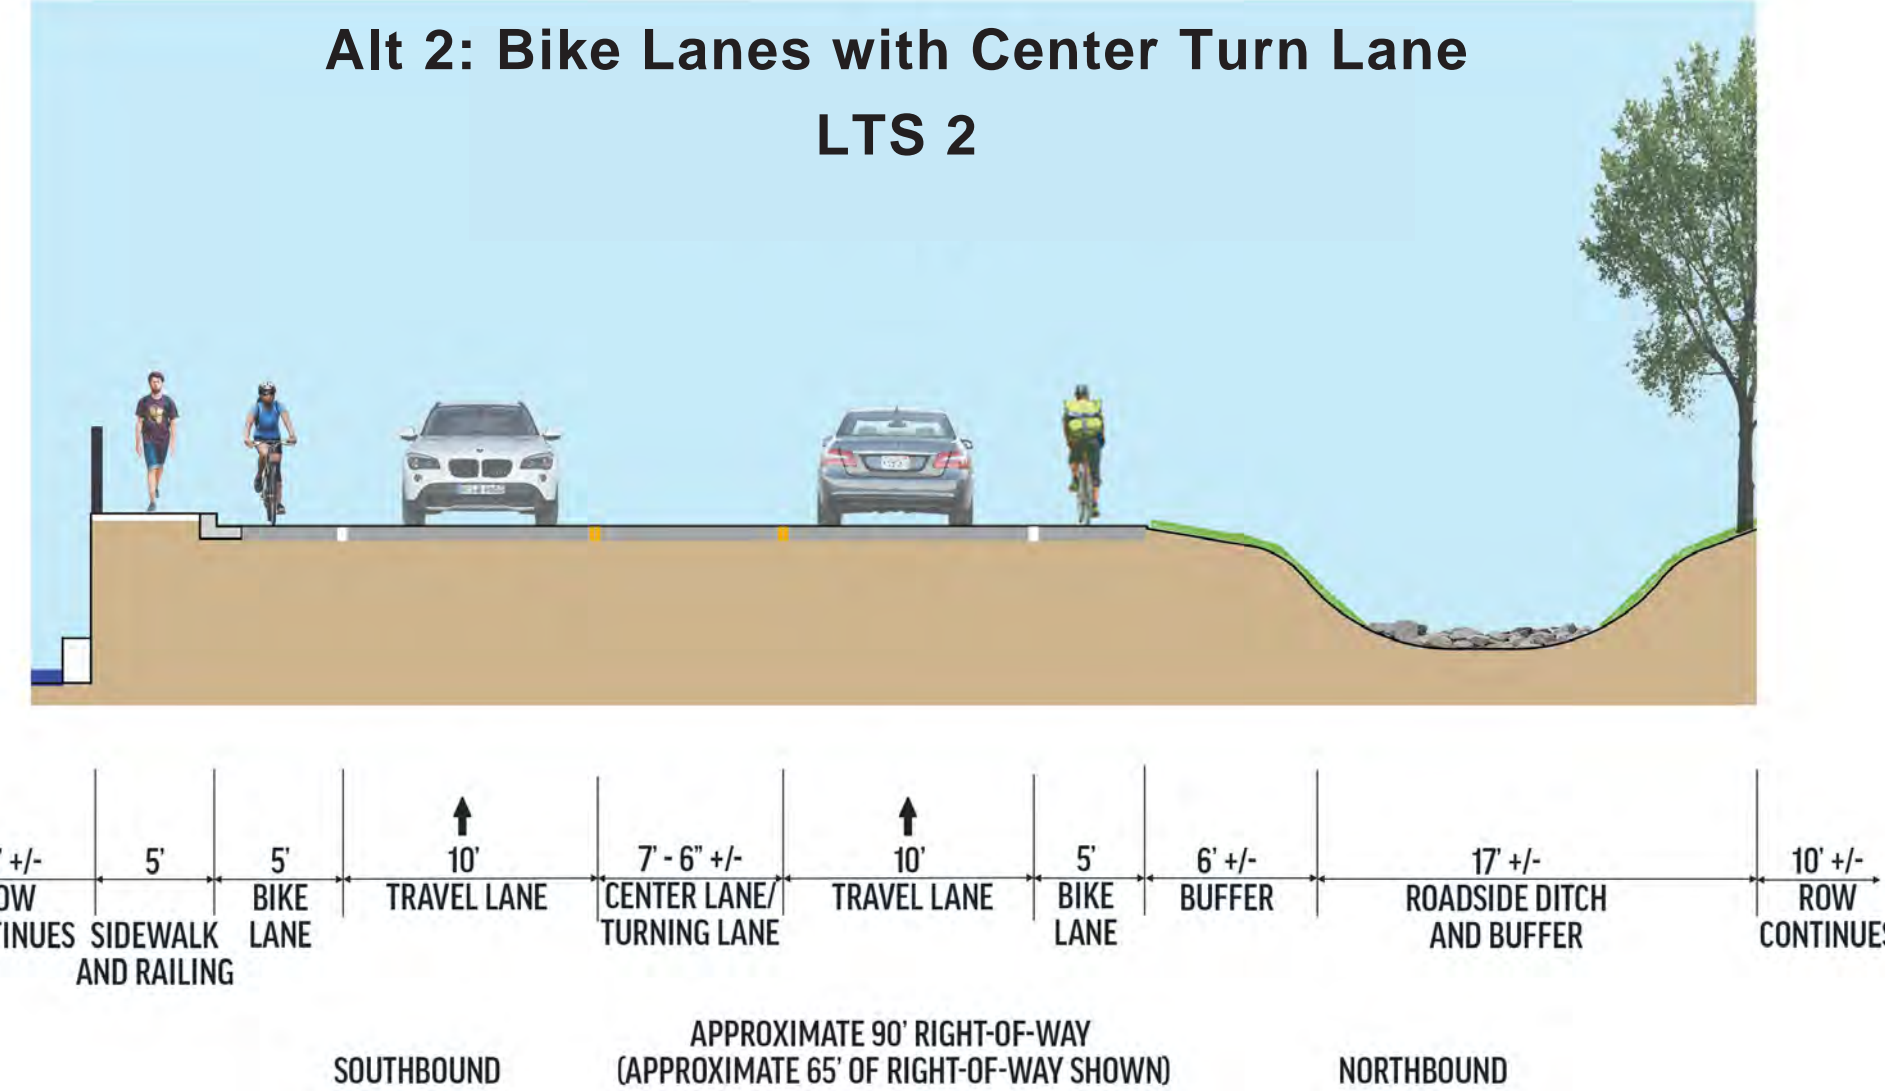 Alt 2: Bike Lanes with Center Turn Lane
LTS 2
' +/-
5'
5'
10'
7' - 6" +/-
10'
5'
6' +/-
17' +/-
10' +/-
OW
TINUES
SIDEWALK
AND RAILING
BIKE
LANE
TRAVEL LANE
CENTER LANE/
TURNING LANE
TRAVEL LANE
BIKE
LANE
BUFFER
ROADSIDE DITCH
AND BUFFER
ROW
CONTINUES
APPROXIMATE 90' RIGHT-OF-WAY
(APPROXIMATE 65' OF RIGHT-OF-WAY SHOWN)
SOUTHBOUND
NORTHBOUND